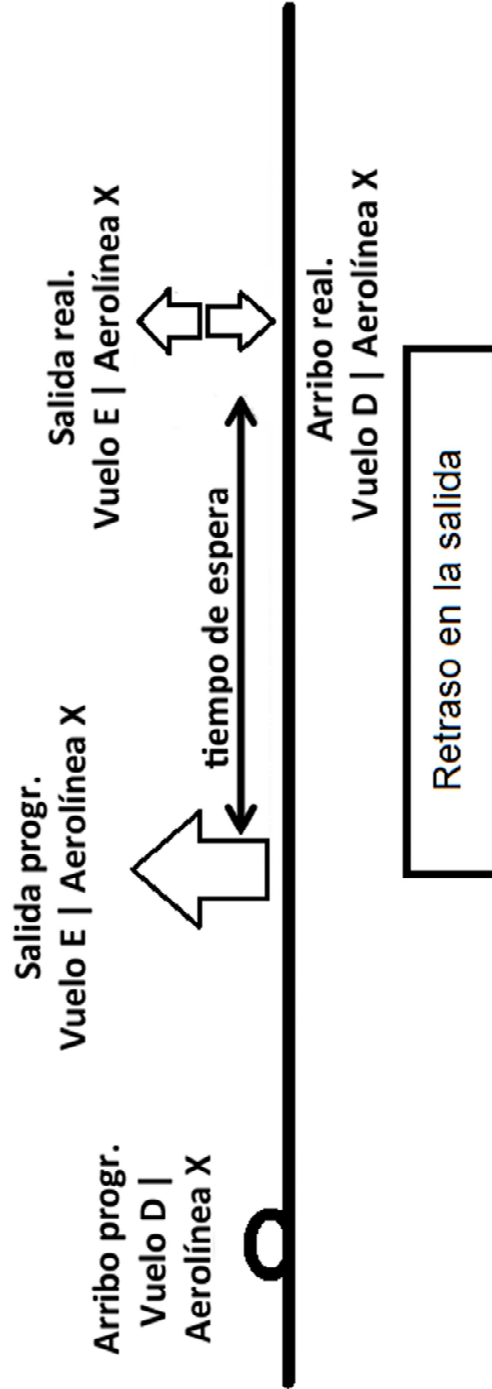 Arribo progr.
Vuelo D |
Aerolínea X
Salida progr.
Vuelo E | Aerolínea X
tiempo de espera
Salida real.
Vuelo E | Aerolínea X
Arribo real.
Vuelo D | Aerolínea X
Retraso en la salida